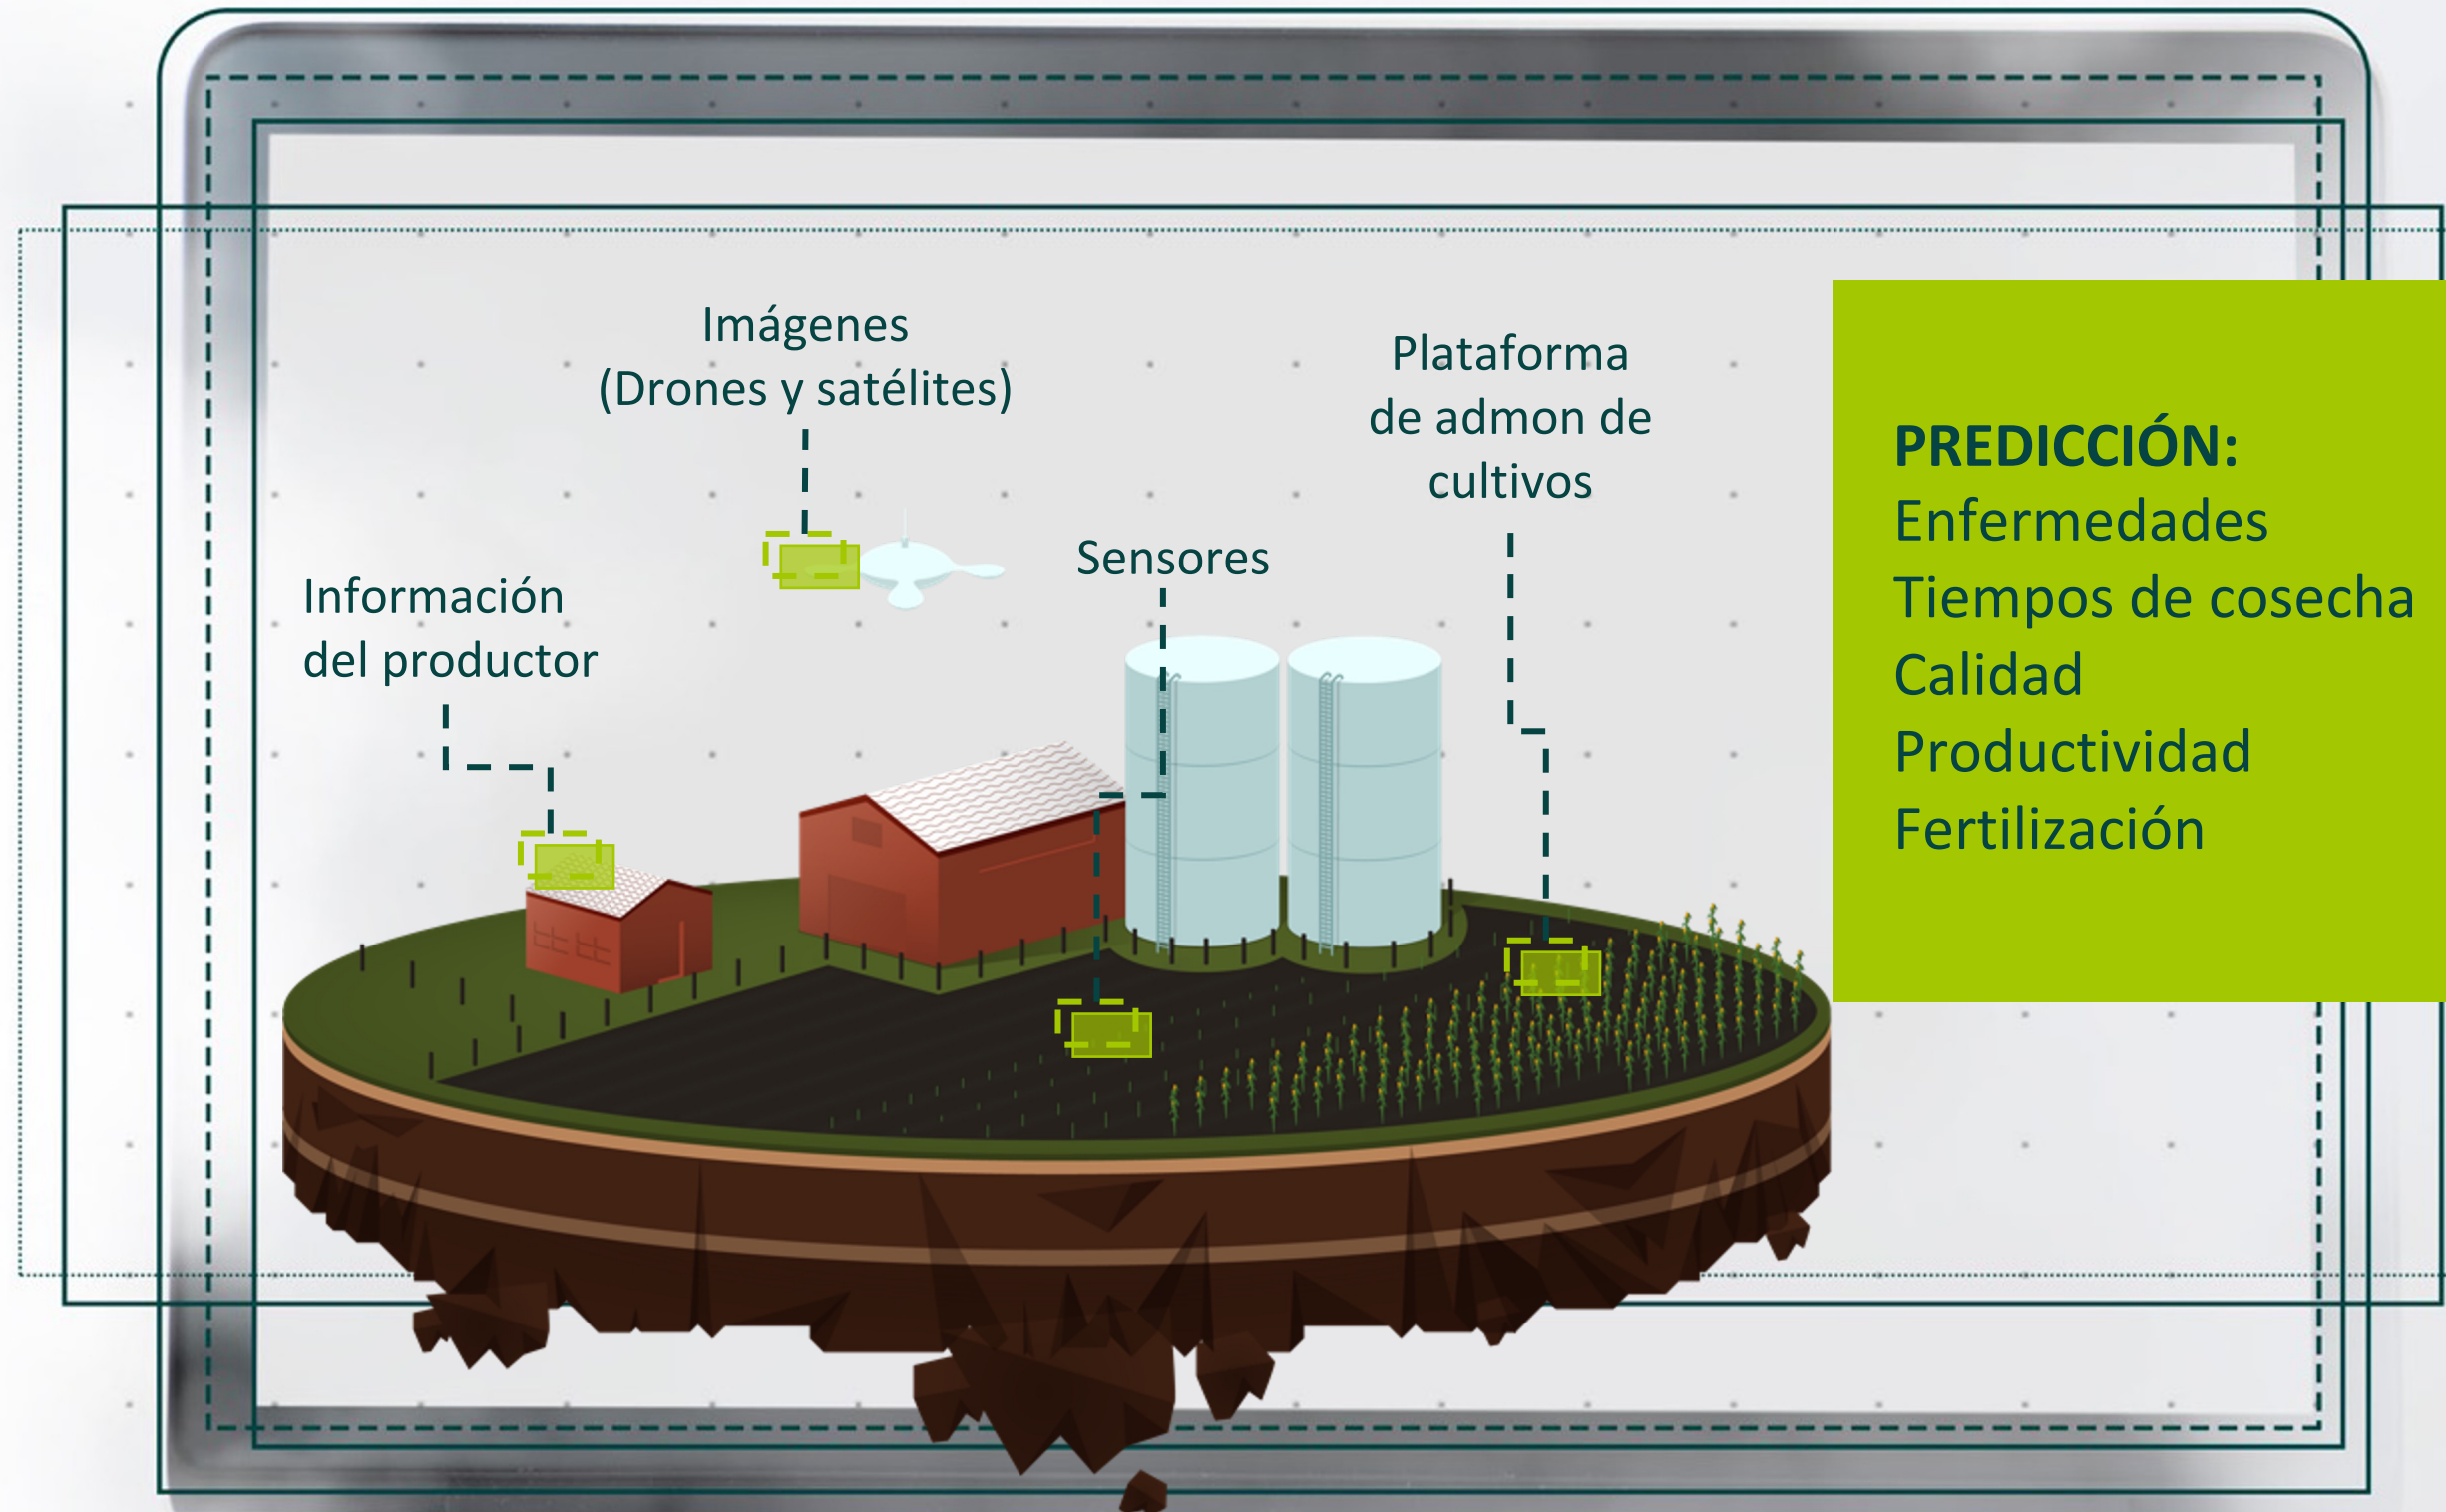 Imágenes
(Drones y satélites)
Plataforma
de admon de
cultivos
Sensores
Información
del productor
PREDICCIÓN:
Enfermedades
Tiempos de cosecha
Calidad
Productividad
Fertilización